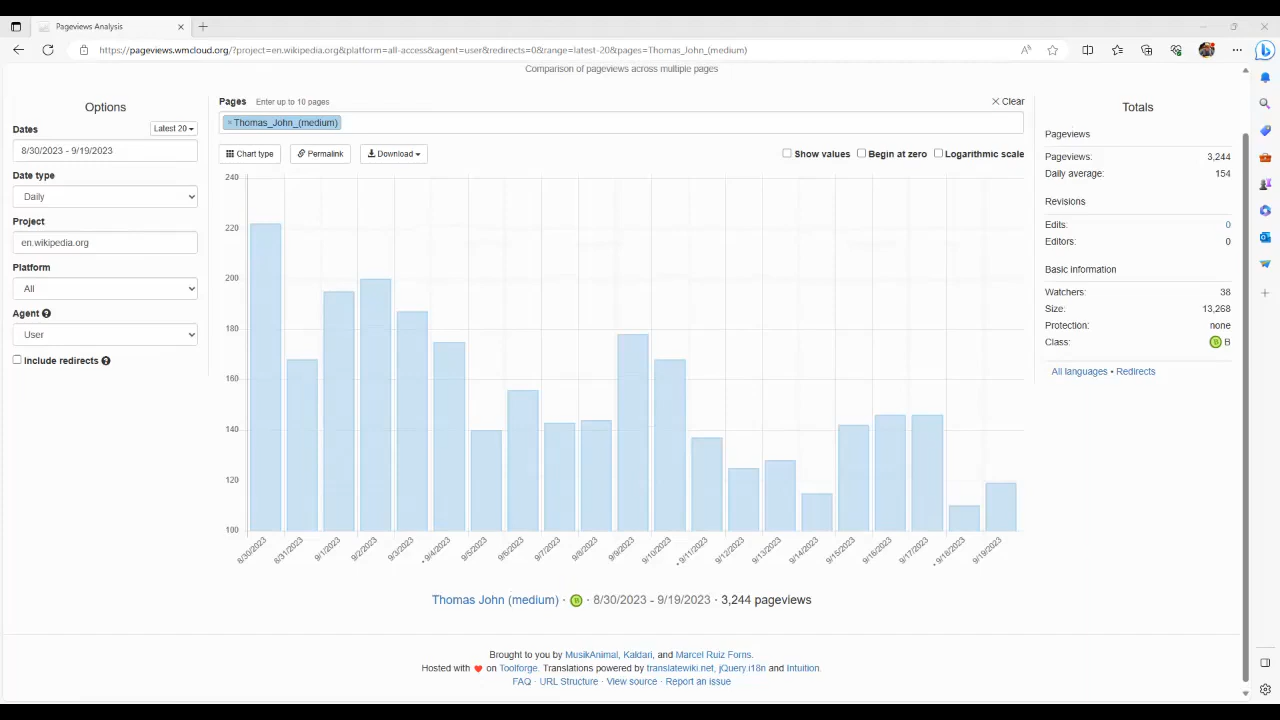 Pageviews Analysis
https://pageviews.wmcloud.org/?project=en.wikipedia.org&platform=all-access&agent=user&redirects=0&range=latest-20&pages=Thomas_John_(medium)
Comparison of pageviews across multiple pages
Options
Dates
Latest 20
8/30/2023 - 9/19/2023
Date type
Daily
Project
en.wikipedia.org
Platform
All
Agent
User
Include redirects
Pages Enter up to 10 pages
× Clear
× Thomas_John_(medium)
Chart type
Permalink
Download
Show values
Begin at zero
Logarithmic scale
240
220
200
180
160
140
120
100
8/30/2023
8/31/2023
9/1/2023
9/2/2023
9/3/2023
• 9/4/2023
9/5/2023
9/6/2023
9/7/2023
9/8/2023
9/9/2023
9/10/2023
• 9/11/2023
9/12/2023
9/13/2023
9/14/2023
9/15/2023
9/16/2023
9/17/2023
• 9/18/2023
9/19/2023
Thomas John (medium) · B · 8/30/2023 - 9/19/2023 · 3,244 pageviews
Totals
Pageviews
Pageviews: 3,244
Daily average: 154
Revisions
Edits: 0
Editors: 0
Basic information
Watchers: 38
Size: 13,268
Protection: none
Class: B B
All languages • Redirects
Brought to you by MusikAnimal, Kaldari, and Marcel Ruiz Forns.
Hosted with ♥ on Toolforge. Translations powered by translatewiki.net, jQuery.i18n and Intuition.
FAQ · URL Structure · View source · Report an issue